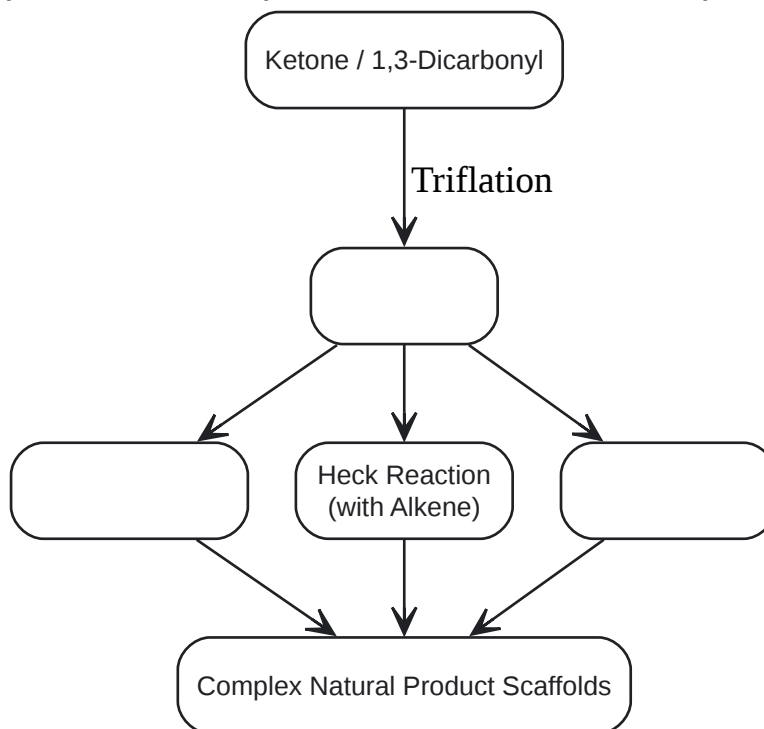 Ketone / 1,3-Dicarbonyl
Triflation
Heck Reaction
(with Alkene)
Complex Natural Product Scaffolds